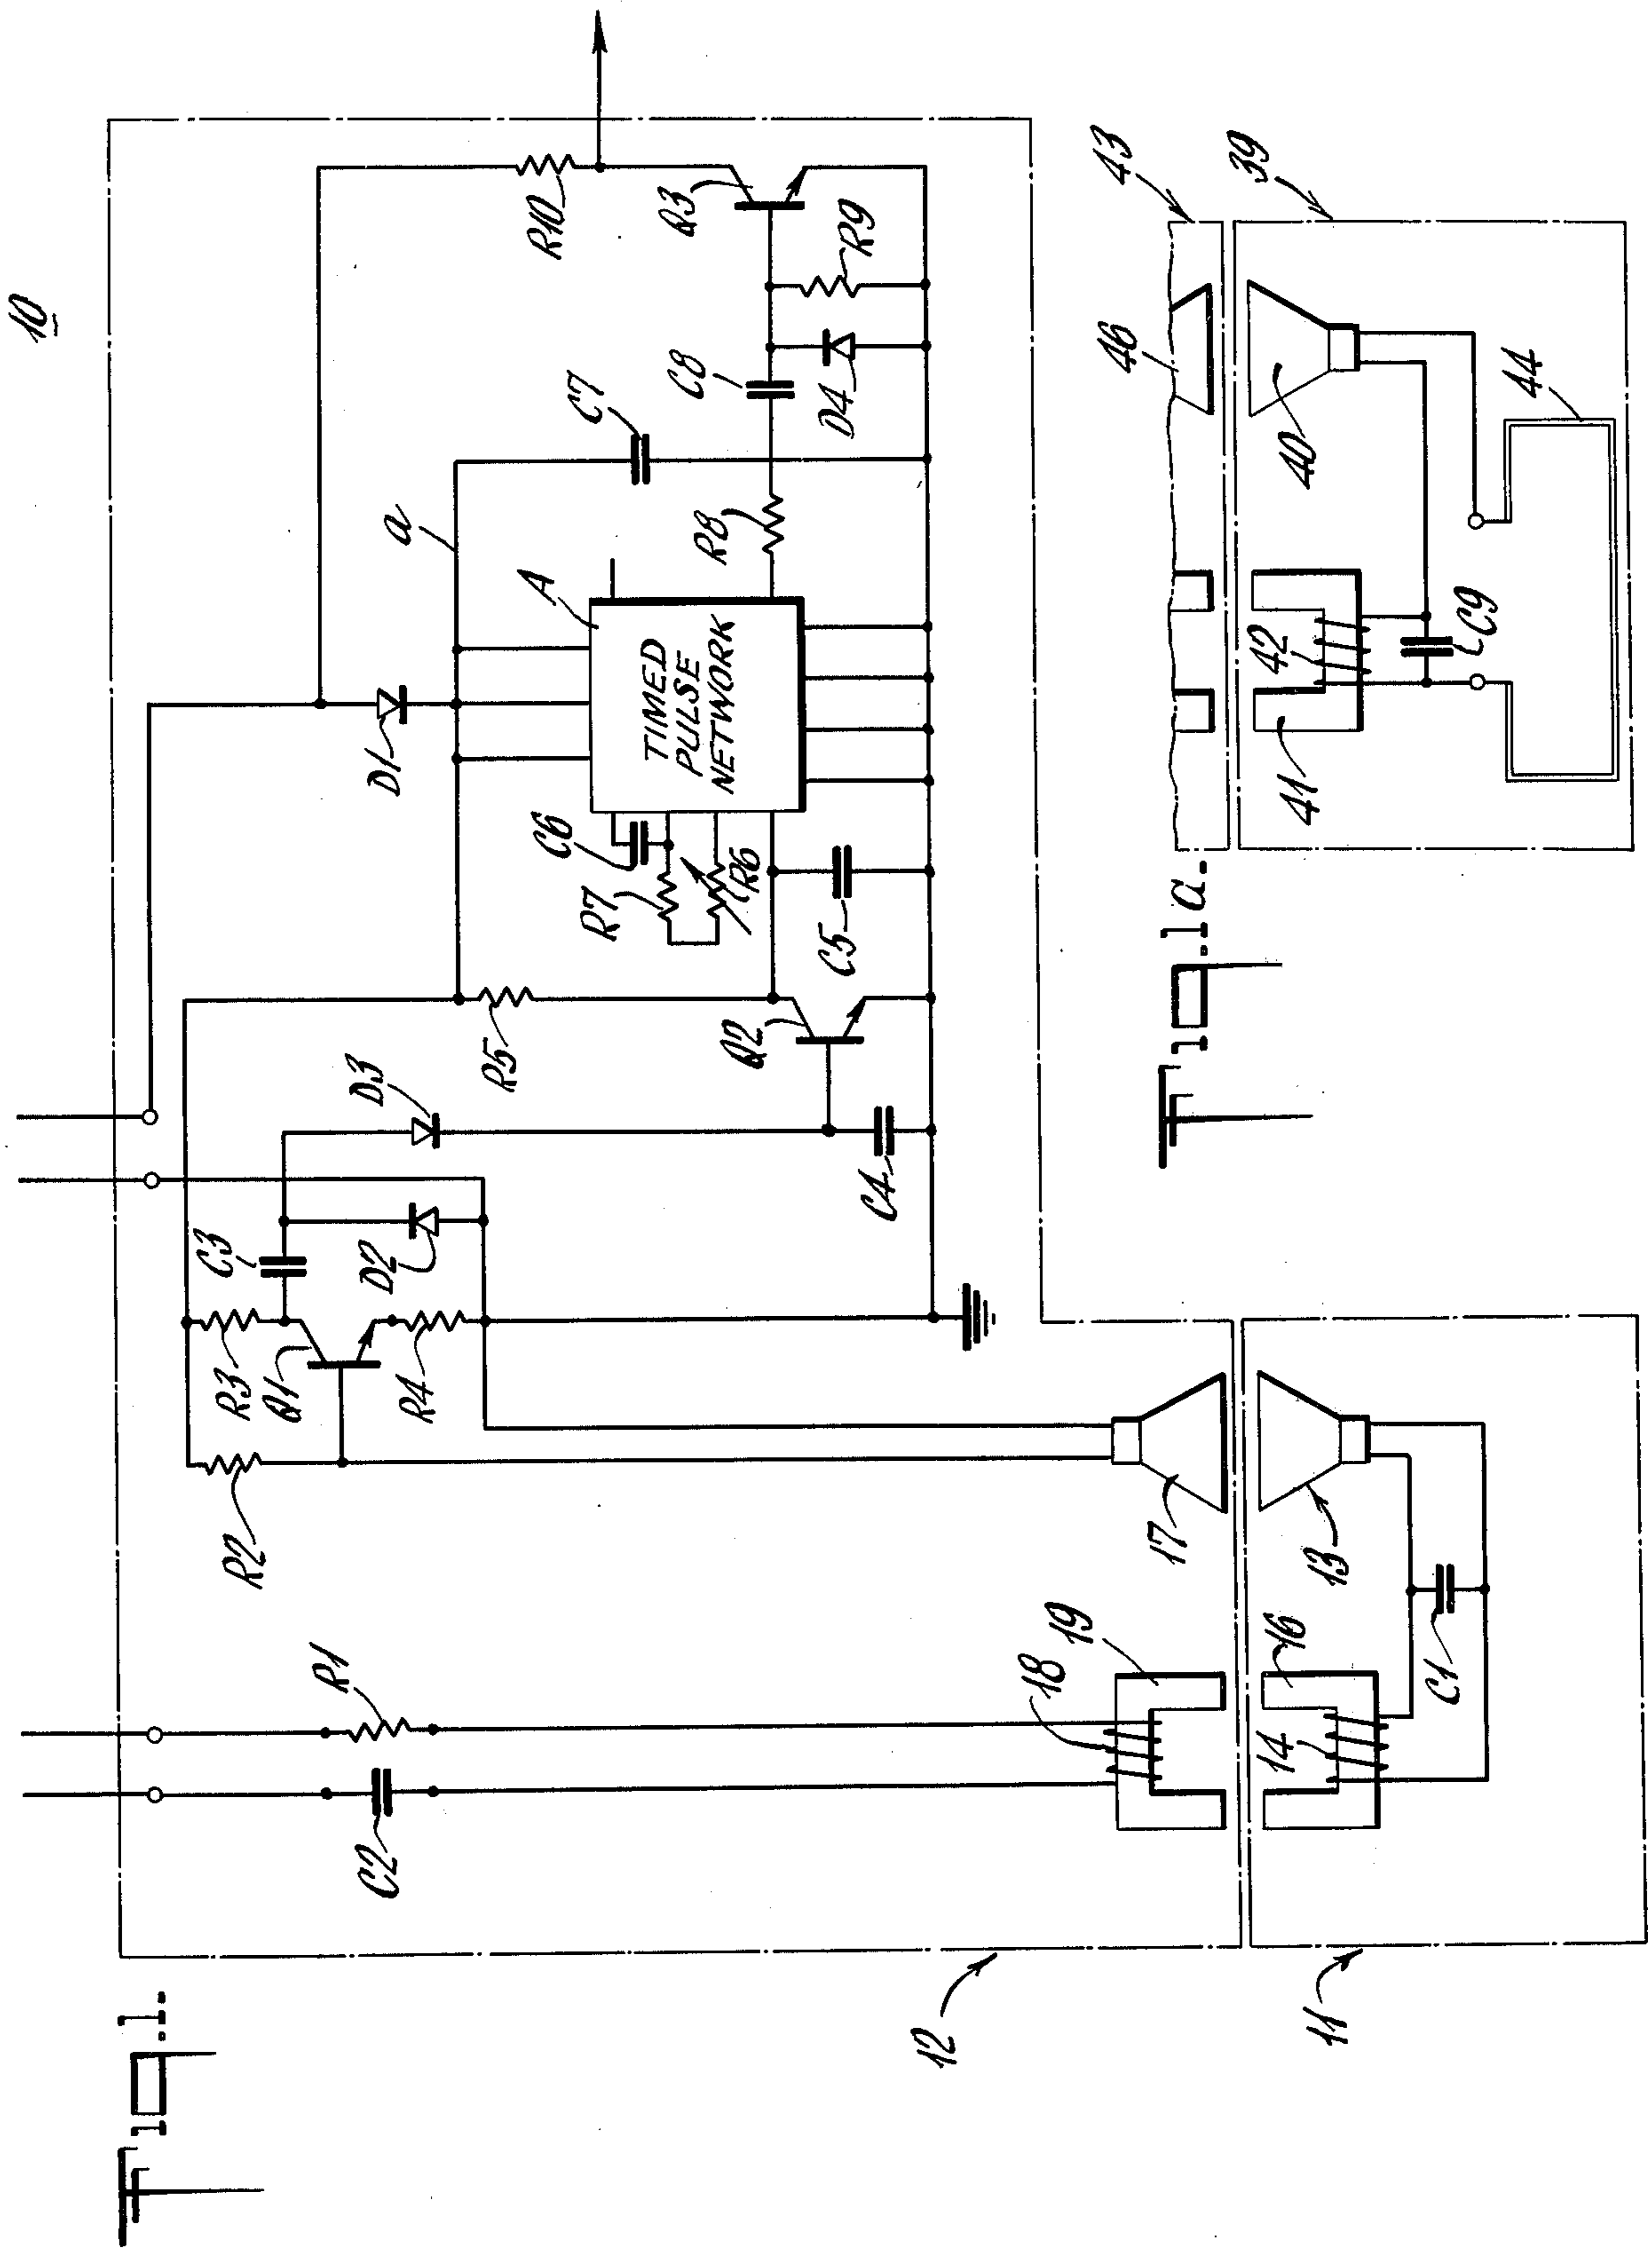 10
Fig. 1.
12
11
C2
R1
R2
R3
Q1
R4
C3
D2
D3
C4
Q2
R5
D1
a
A
TIMED
PULSE
NETWORK
C6
R7
R6
C5
R8
C7
C8
D4
R9
Q3
R10
18
19
17
16
14
13
C1
Fig. 1a.
43
46
39
40
41
42
C9
44